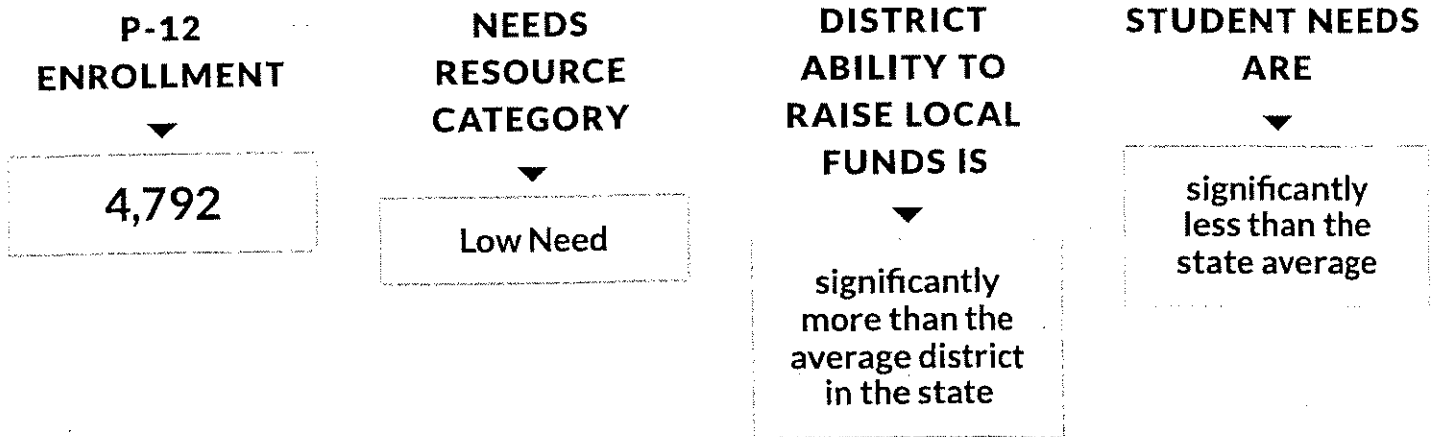 P-12
ENROLLMENT
4,792
NEEDS
RESOURCE
CATEGORY
Low Need
DISTRICT
ABILITY TO
RAISE LOCAL
FUNDS IS
significantly
more than the
average district
in the state
STUDENT NEEDS
ARE
significantly
less than the
state average